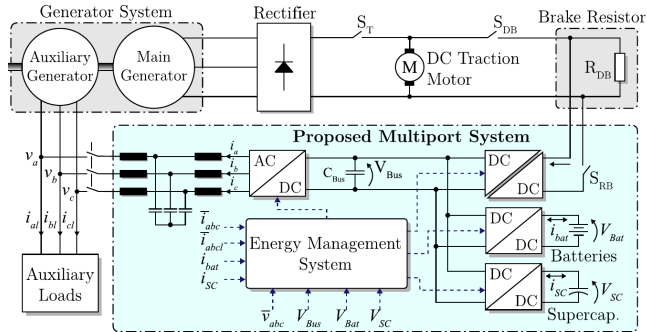 Generator System
Rectifier
Brake Resistor
S_T
S_DB
Auxiliary
Generator
Main
Generator
M
DC Traction
Motor
R_DB
Proposed Multiport System
v_a
v_b
v_c
i_a
i_b
i_c
AC
DC
C_Bus
V_Bus
DC
DC
S_RB
i_al
i_bl
i_cl
i̅_abc
i̅_abcl
i_bat
i_SC
Energy Management
System
DC
DC
i_bat
V_Bat
Batteries
DC
DC
i_SC
V_SC
Supercap.
Auxiliary
Loads
v̅_abc
V_Bus
V_Bat
V_SC